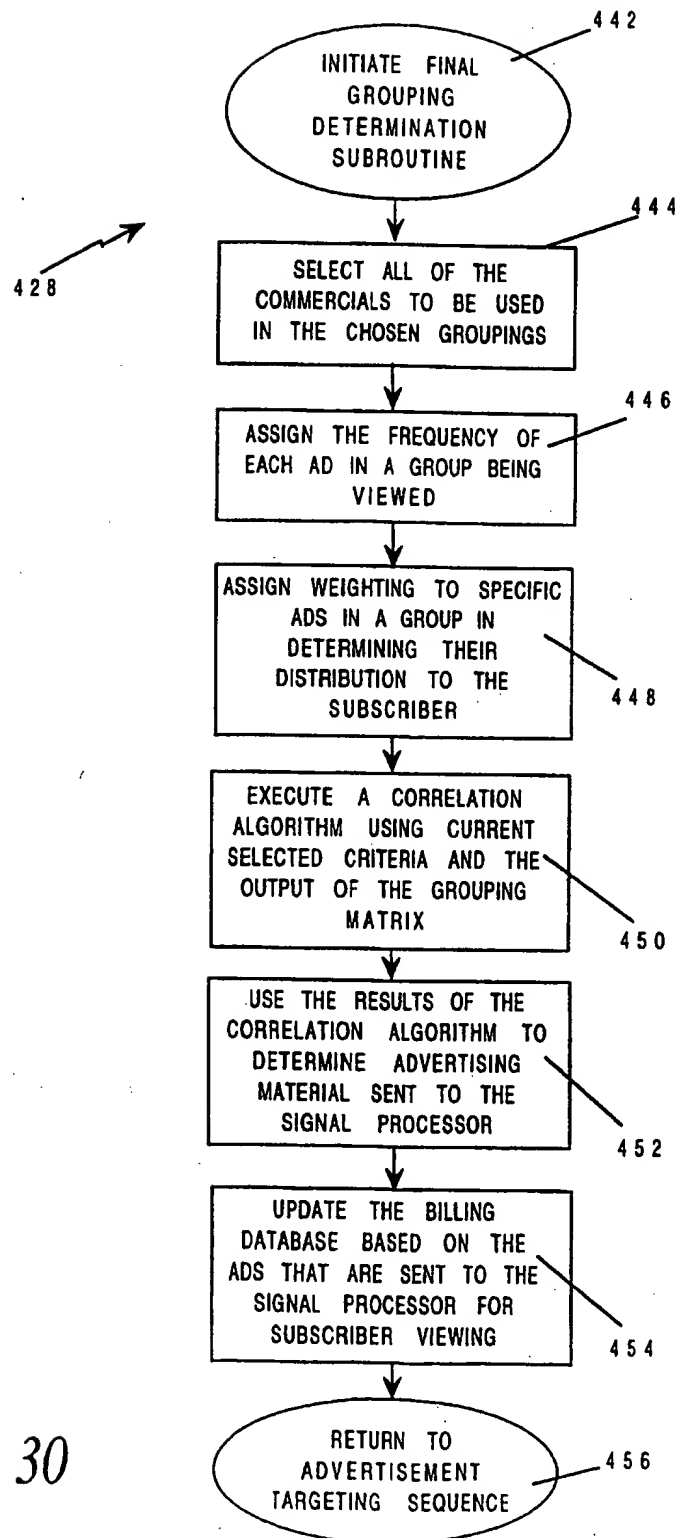 442
INITIATE FINAL
GROUPING
DETERMINATION
SUBROUTINE
444
428
SELECT ALL OF THE
COMMERCIALS TO BE USED
IN THE CHOSEN GROUPINGS
446
ASSIGN THE FREQUENCY OF
EACH AD IN A GROUP BEING
VIEWED
ASSIGN WEIGHTING TO SPECIFIC
ADS IN A GROUP IN
DETERMINING THEIR
DISTRIBUTION TO THE
SUBSCRIBER
448
EXECUTE A CORRELATION
ALGORITHM USING CURRENT
SELECTED CRITERIA AND THE
OUTPUT OF THE GROUPING
MATRIX
450
USE THE RESULTS OF THE
CORRELATION ALGORITHM TO
DETERMINE ADVERTISING
MATERIAL SENT TO THE
SIGNAL PROCESSOR
452
UPDATE THE BILLING
DATABASE BASED ON THE
ADS THAT ARE SENT TO THE
SIGNAL PROCESSOR FOR
SUBSCRIBER VIEWING
454
30
RETURN TO
ADVERTISEMENT
TARGETING SEQUENCE
456